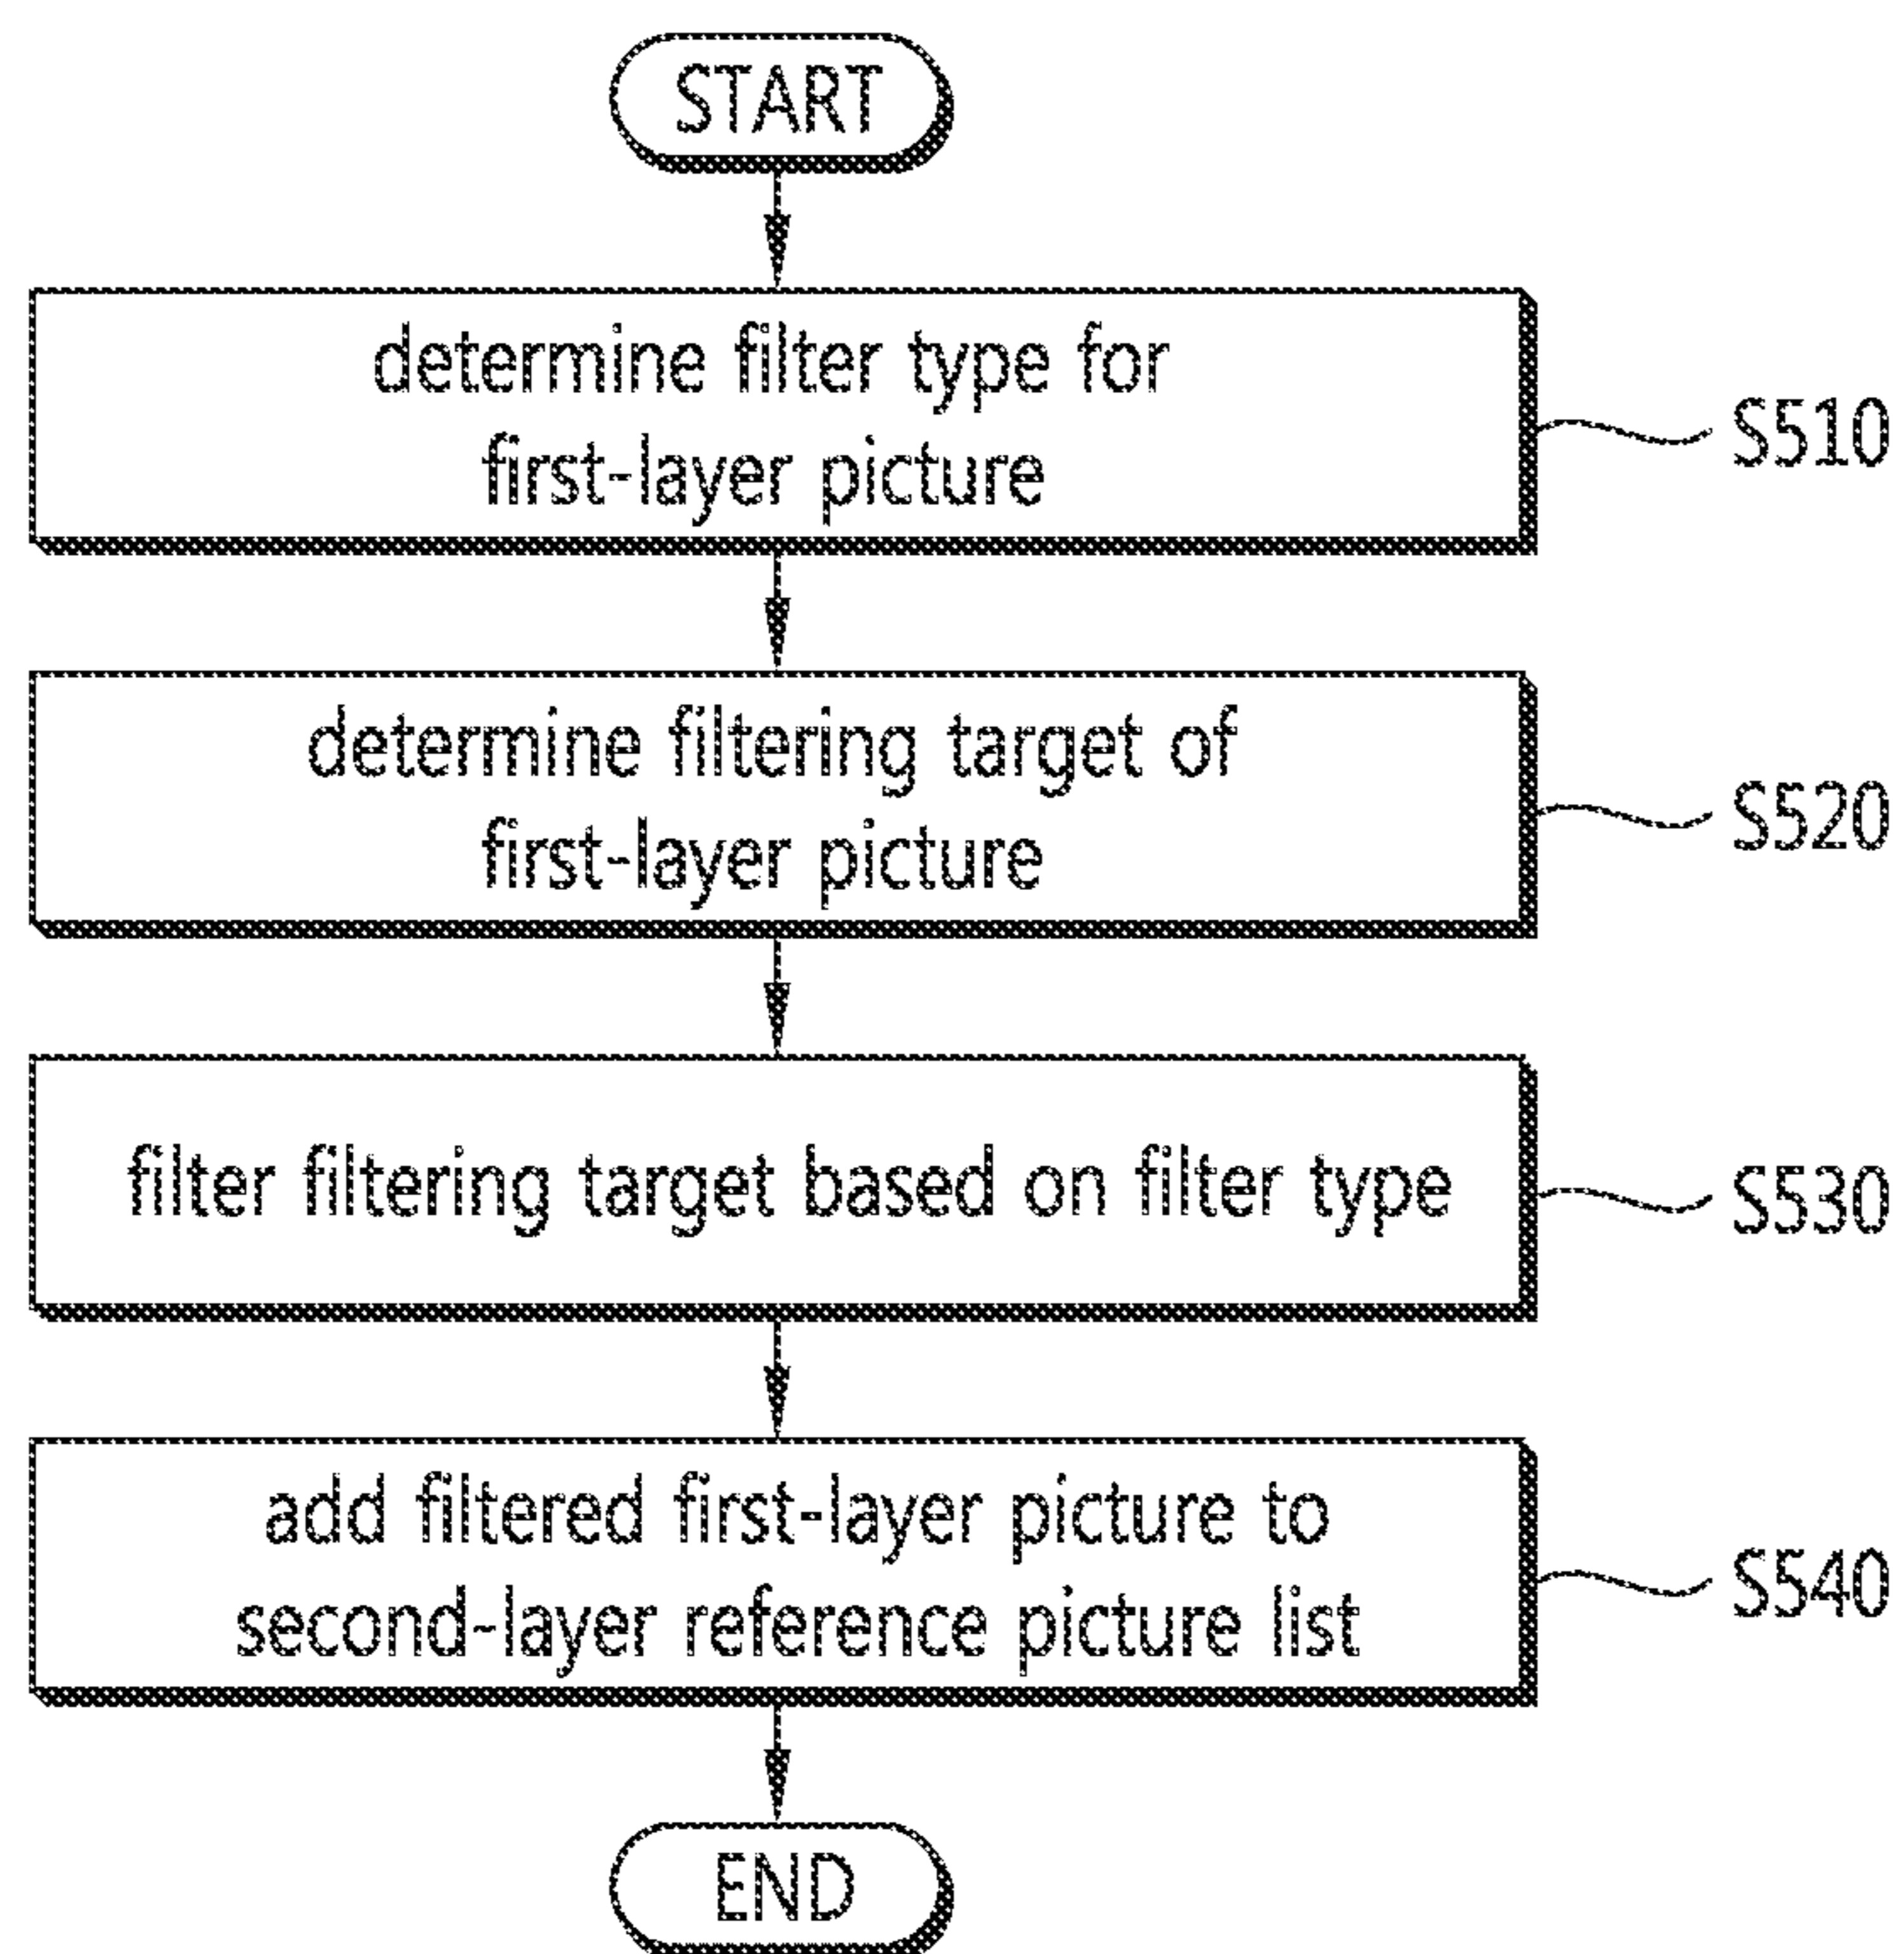 START
determine filter type for
first-layer picture
S510
determine filtering target of
first-layer picture
S520
filter filtering target based on filter type
S530
add filtered first-layer picture to
second-layer reference picture list
S540
END